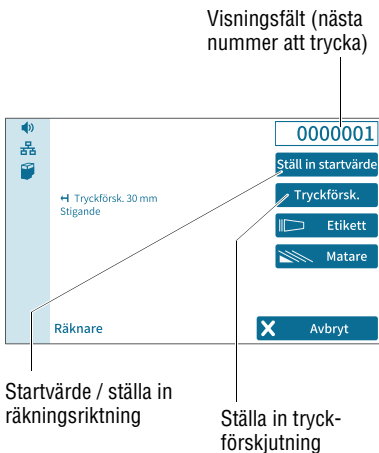 Visningsfält (nästa
nummer att trycka)
0000001
Ställ in startvärde
Tryckförsk. 30 mm
Stigande
Tryckförsk.
Etikett
Matare
Räknare
Avbryt
Startvärde / ställa in
räkningsriktning
Ställa in tryck-
förskjutning